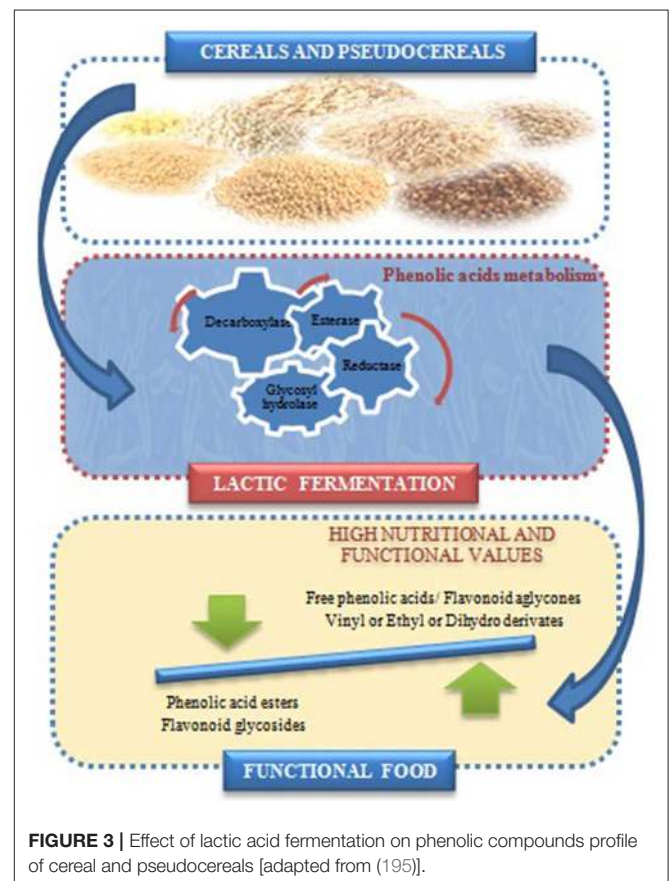 CEREALS AND PSEUDOCEREALS
Phenolic acids metabolism
Decarboxylase
Esterase
Reductase
Glycosyl
hydrolase
LACTIC FERMENTATION
HIGH NUTRITIONAL AND
FUNCTIONAL VALUES
Free phenolic acids/ Flavonoid aglycones
Vinyl or Ethyl or Dihydro derivates
Phenolic acid esters
Flavonoid glycosides
FUNCTIONAL FOOD
FIGURE 3 | Effect of lactic acid fermentation on phenolic compounds profile
of cereal and pseudocereals [adapted from (195)].